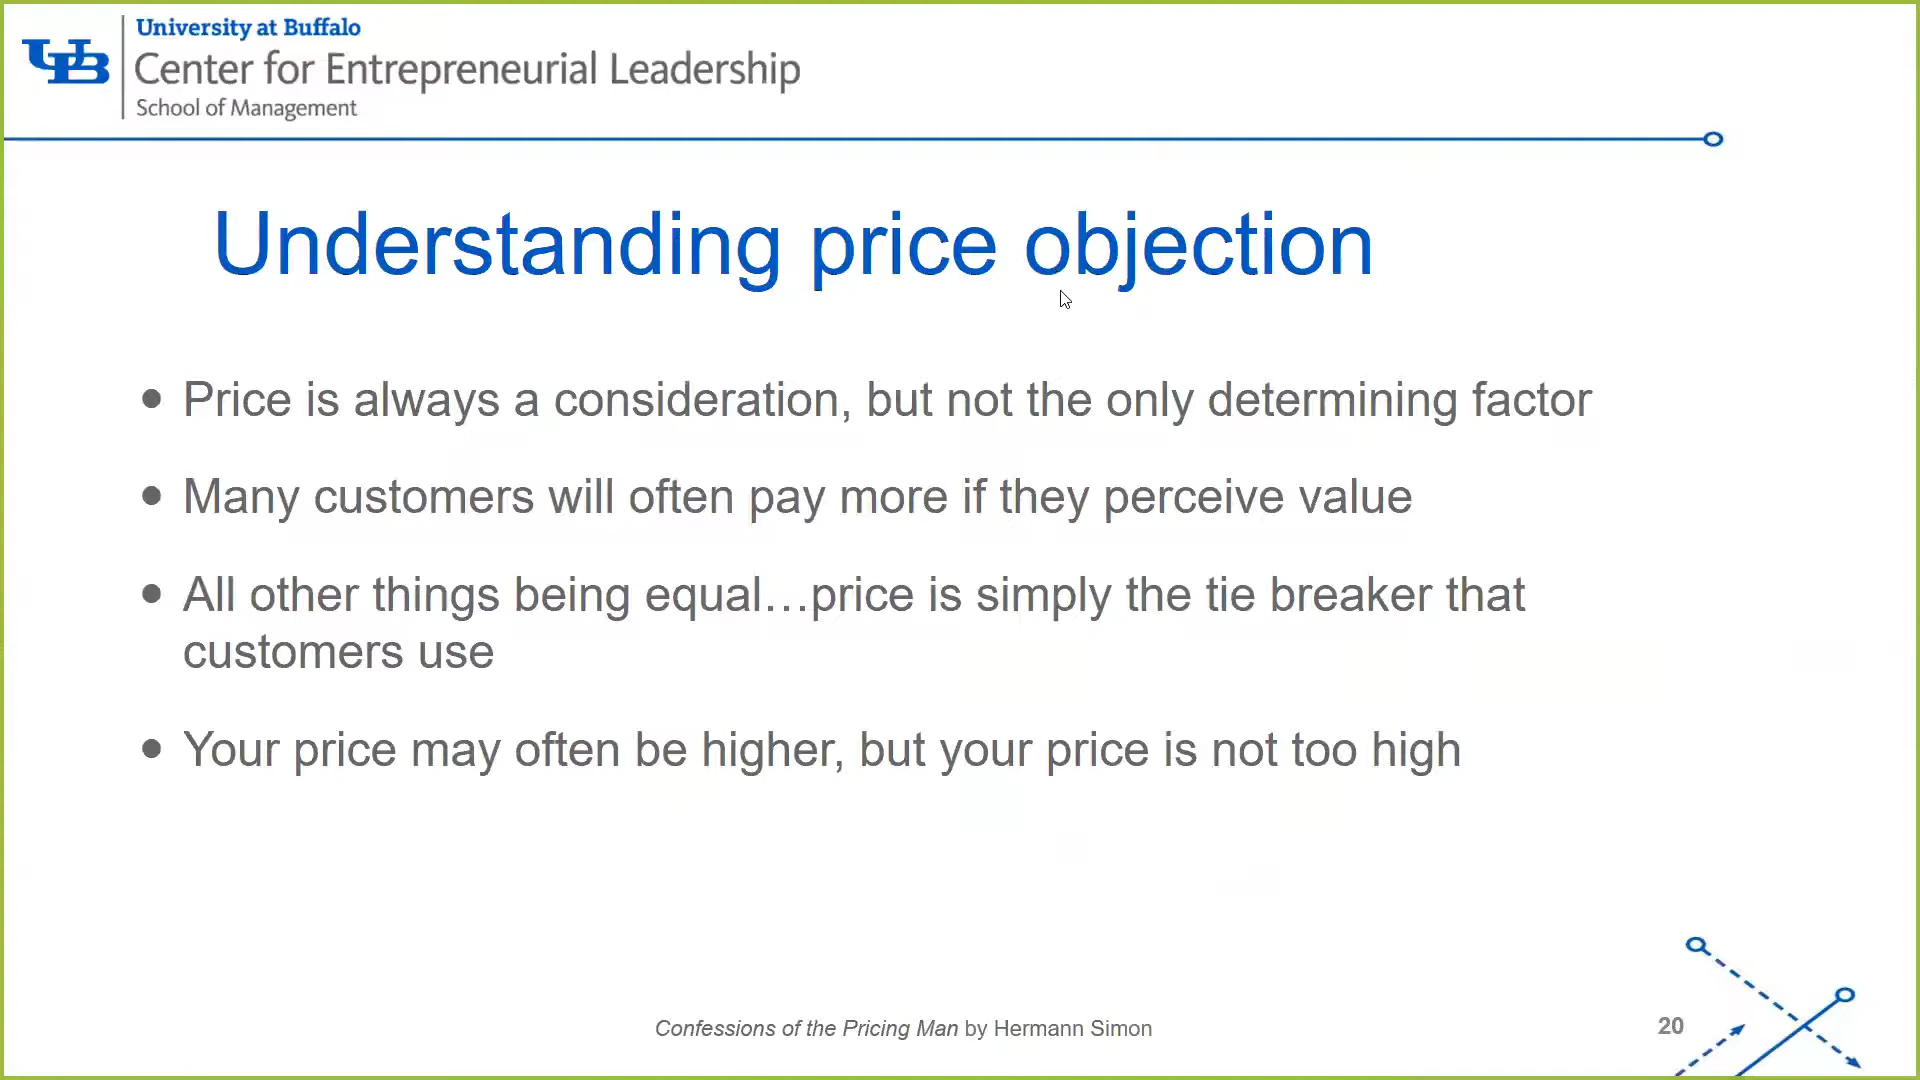 University at Buffalo
UB
Center for Entrepreneurial Leadership
School of Management
Understanding price objection
• Price is always a consideration, but not the only determining factor
• Many customers will often pay more if they perceive value
• All other things being equal…price is simply the tie breaker that
customers use
• Your price may often be higher, but your price is not too high
Confessions of the Pricing Man by Hermann Simon
20